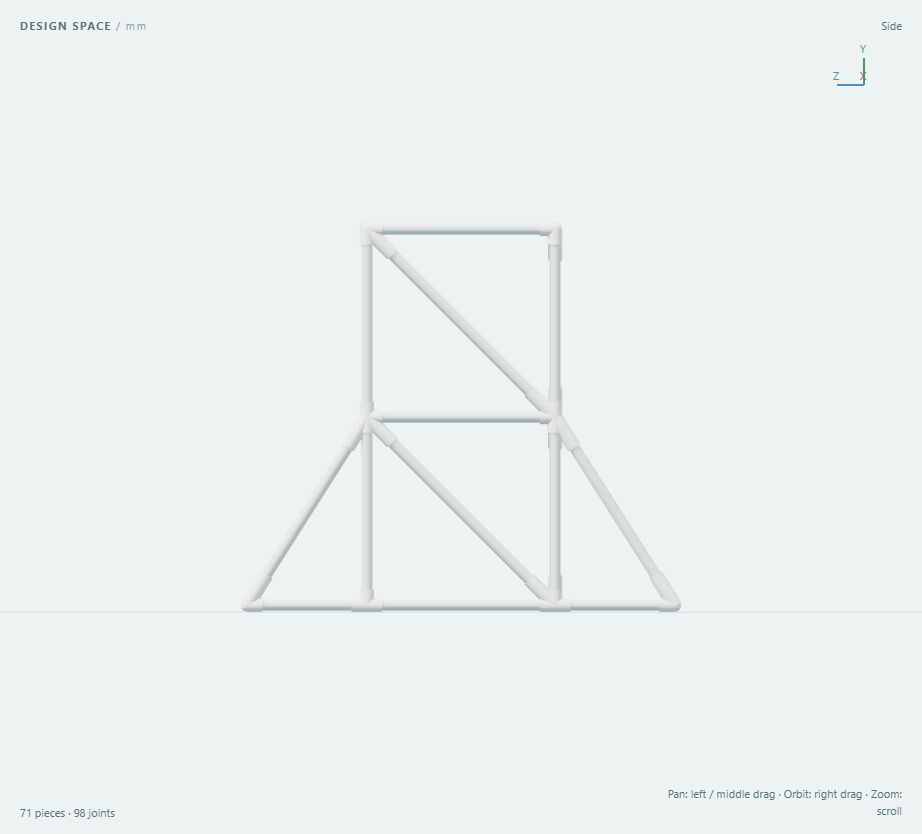 DESIGN SPACE / mm
Side
Y
Z X
71 pieces · 98 joints
Pan: left / middle drag · Orbit: right drag · Zoom:
scroll